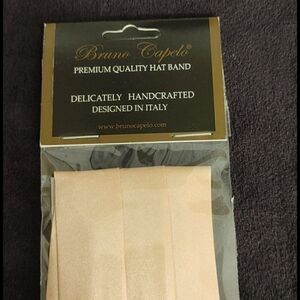 Bruno Capelo®
PREMIUM QUALITY HAT BAND
DELICATELY HANDCRAFTED
DESIGNED IN ITALY
www.brunocapelo.com